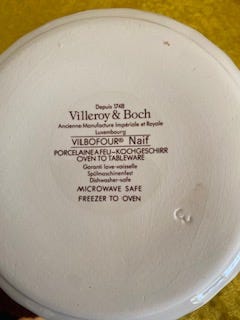 Depuis 1748
Villeroy & Boch
Ancienne Manufacture Impériale et Royale
Luxembourg
VILBOFOUR® Naif
PORCELAINE A FEU-KOCHGESCHIRR
OVEN TO TABLEWARE
Garanti lave-vaisselle
Spülmaschinenfest
Dishwasher-safe
MICROWAVE SAFE
FREEZER TO OVEN